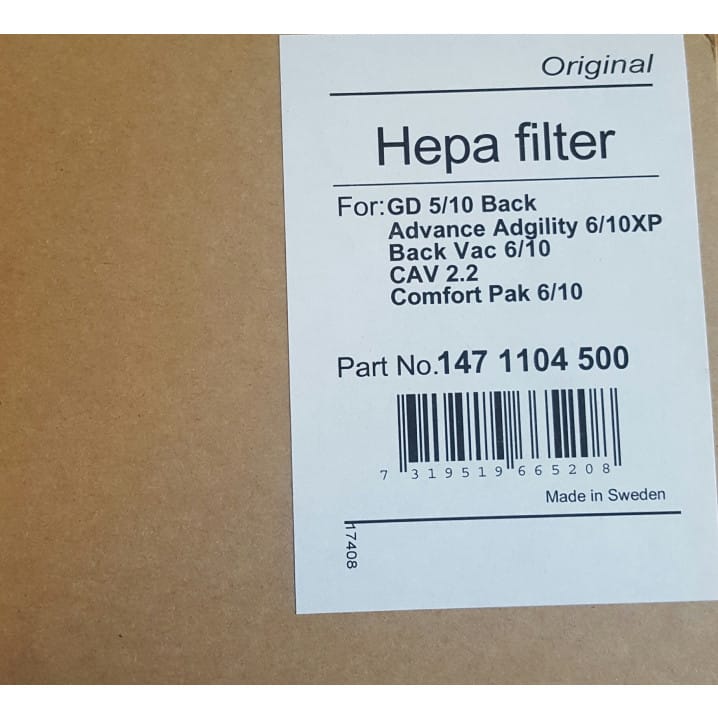 Original
Hepa filter
For:GD 5/10 Back
Advance Adgility 6/10XP
Back Vac 6/10
CAV 2.2
Comfort Pak 6/10
Part No.147 1104 500
7 319519 665208
Made in Sweden
17408